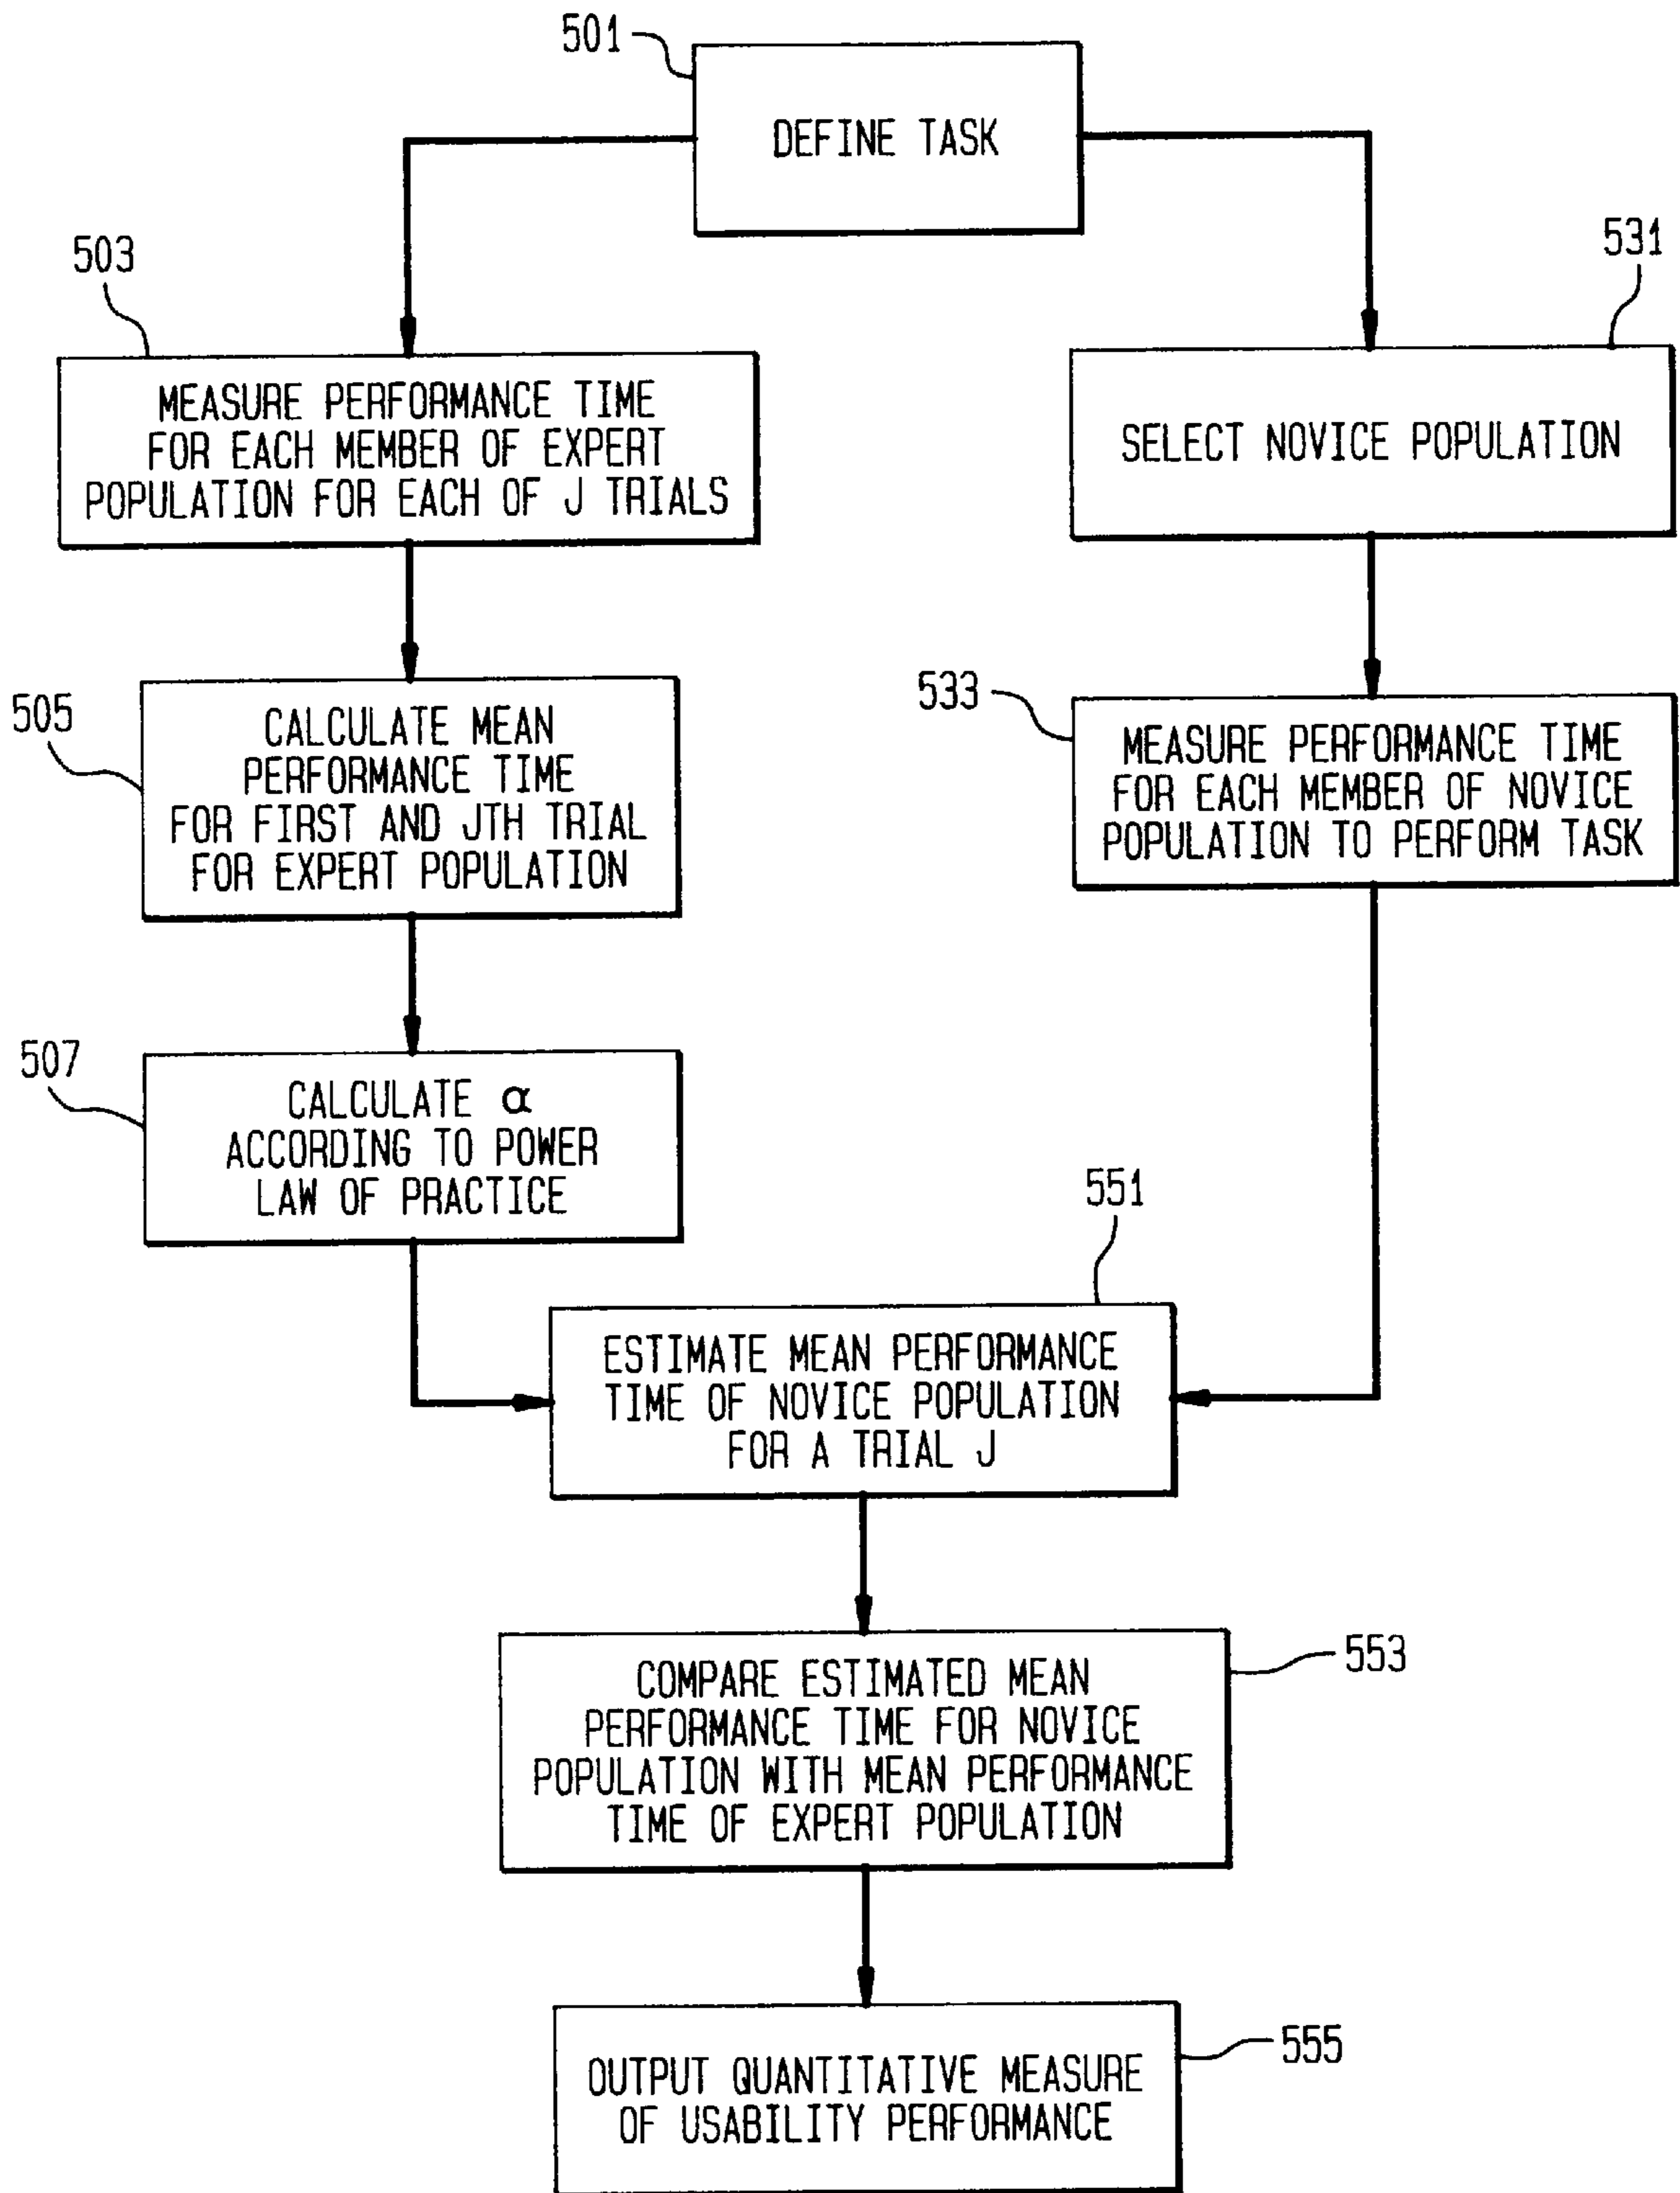 501
DEFINE TASK
503
MEASURE PERFORMANCE TIME
FOR EACH MEMBER OF EXPERT
POPULATION FOR EACH OF J TRIALS
531
SELECT NOVICE POPULATION
505
CALCULATE MEAN
PERFORMANCE TIME
FOR FIRST AND JTH TRIAL
FOR EXPERT POPULATION
533
MEASURE PERFORMANCE TIME
FOR EACH MEMBER OF NOVICE
POPULATION TO PERFORM TASK
507
CALCULATE α
ACCORDING TO POWER
LAW OF PRACTICE
551
ESTIMATE MEAN PERFORMANCE
TIME OF NOVICE POPULATION
FOR A TRIAL J
553
COMPARE ESTIMATED MEAN
PERFORMANCE TIME FOR NOVICE
POPULATION WITH MEAN PERFORMANCE
TIME OF EXPERT POPULATION
555
OUTPUT QUANTITATIVE MEASURE
OF USABILITY PERFORMANCE